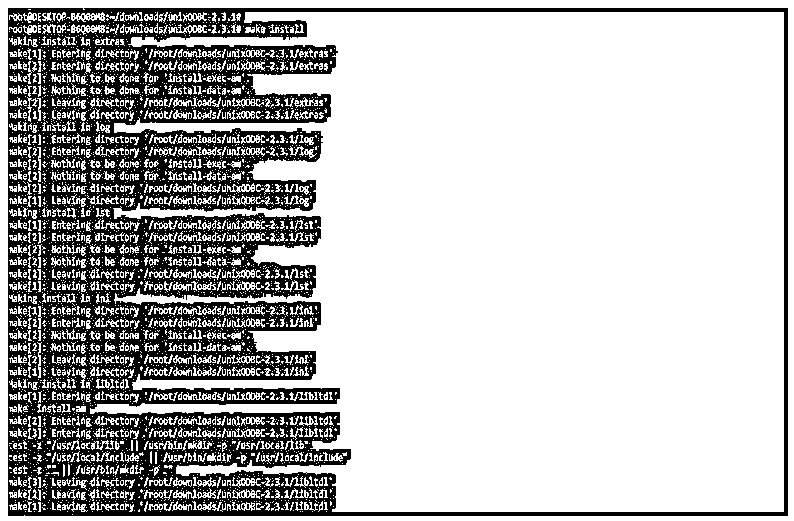 root@DESKTOP-B6Q00M8:~/downloads/unixODBC-2.3.1#
root@DESKTOP-B6Q00M8:~/downloads/unixODBC-2.3.1# make install
Making install in extras
make[1]: Entering directory '/root/downloads/unixODBC-2.3.1/extras'
make[2]: Entering directory '/root/downloads/unixODBC-2.3.1/extras'
make[2]: Nothing to be done for 'install-exec-am'.
make[2]: Nothing to be done for 'install-data-am'.
make[2]: Leaving directory '/root/downloads/unixODBC-2.3.1/extras'
make[1]: Leaving directory '/root/downloads/unixODBC-2.3.1/extras'
Making install in log
make[1]: Entering directory '/root/downloads/unixODBC-2.3.1/log'
make[2]: Entering directory '/root/downloads/unixODBC-2.3.1/log'
make[2]: Nothing to be done for 'install-exec-am'.
make[2]: Nothing to be done for 'install-data-am'.
make[2]: Leaving directory '/root/downloads/unixODBC-2.3.1/log'
make[1]: Leaving directory '/root/downloads/unixODBC-2.3.1/log'
Making install in lst
make[1]: Entering directory '/root/downloads/unixODBC-2.3.1/lst'
make[2]: Entering directory '/root/downloads/unixODBC-2.3.1/lst'
make[2]: Nothing to be done for 'install-exec-am'.
make[2]: Nothing to be done for 'install-data-am'.
make[2]: Leaving directory '/root/downloads/unixODBC-2.3.1/lst'
make[1]: Leaving directory '/root/downloads/unixODBC-2.3.1/lst'
Making install in ini
make[1]: Entering directory '/root/downloads/unixODBC-2.3.1/ini'
make[2]: Entering directory '/root/downloads/unixODBC-2.3.1/ini'
make[2]: Nothing to be done for 'install-exec-am'.
make[2]: Nothing to be done for 'install-data-am'.
make[2]: Leaving directory '/root/downloads/unixODBC-2.3.1/ini'
make[1]: Leaving directory '/root/downloads/unixODBC-2.3.1/ini'
Making install in libltdl
make[1]: Entering directory '/root/downloads/unixODBC-2.3.1/libltdl'
make install-am
make[2]: Entering directory '/root/downloads/unixODBC-2.3.1/libltdl'
make[3]: Entering directory '/root/downloads/unixODBC-2.3.1/libltdl'
test -z "/usr/local/lib" || /usr/bin/mkdir -p "/usr/local/lib"
test -z "/usr/local/include" || /usr/bin/mkdir -p "/usr/local/include"
test -z "" || /usr/bin/mkdir -p ""
make[3]: Leaving directory '/root/downloads/unixODBC-2.3.1/libltdl'
make[2]: Leaving directory '/root/downloads/unixODBC-2.3.1/libltdl'
make[1]: Leaving directory '/root/downloads/unixODBC-2.3.1/libltdl'